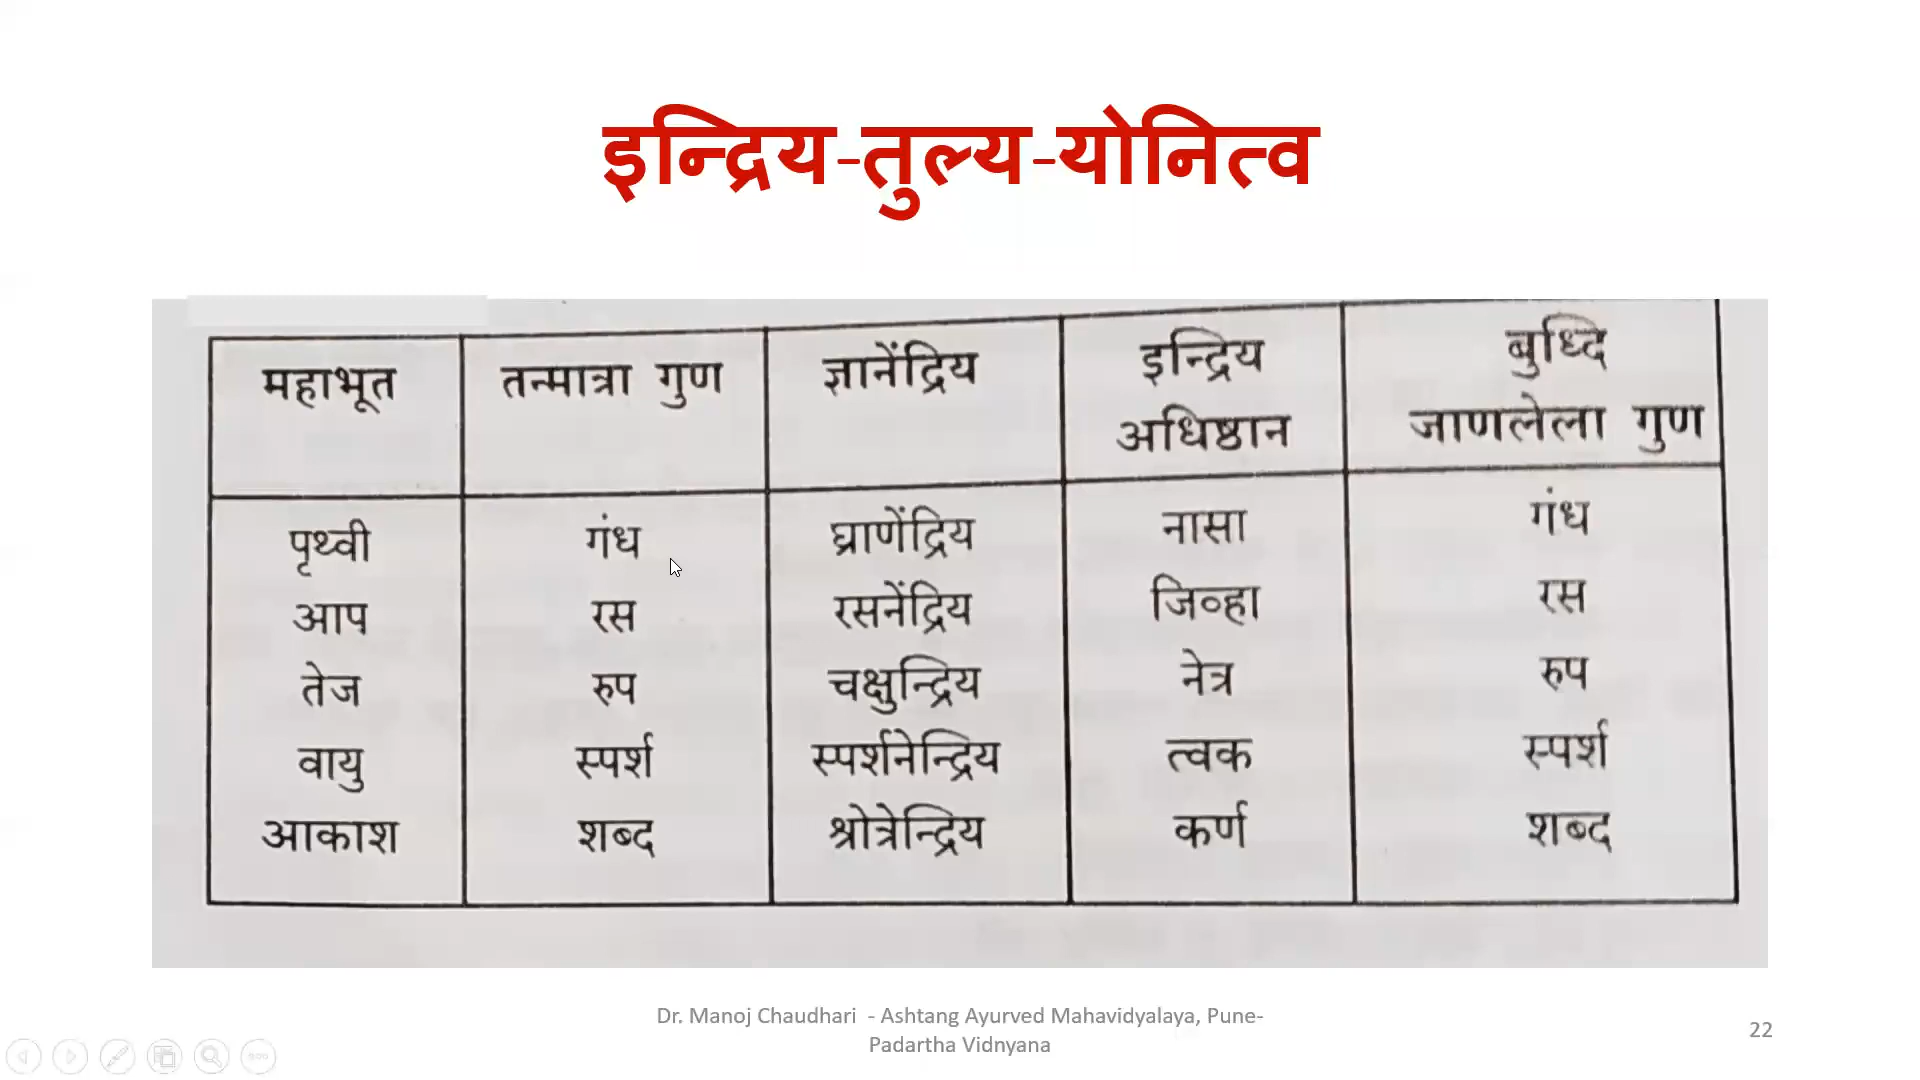 इन्द्रिय-तुल्य-योनित्व
महाभूत तन्मात्रा गुण ज्ञानेंद्रिय इन्द्रिय अधिष्ठान बुध्दि जाणलेला गुण
पृथ्वी गंध घ्राणेंद्रिय नासा गंध
आप रस रसनेंद्रिय जिव्हा रस
तेज रुप चक्षुन्द्रिय नेत्र रुप
वायु स्पर्श स्पर्शनेन्द्रिय त्वक स्पर्श
आकाश शब्द श्रोत्रेन्द्रिय कर्ण शब्द
Dr. Manoj Chaudhari - Ashtang Ayurved Mahavidyalaya, Pune-
Padartha Vidnyana
22